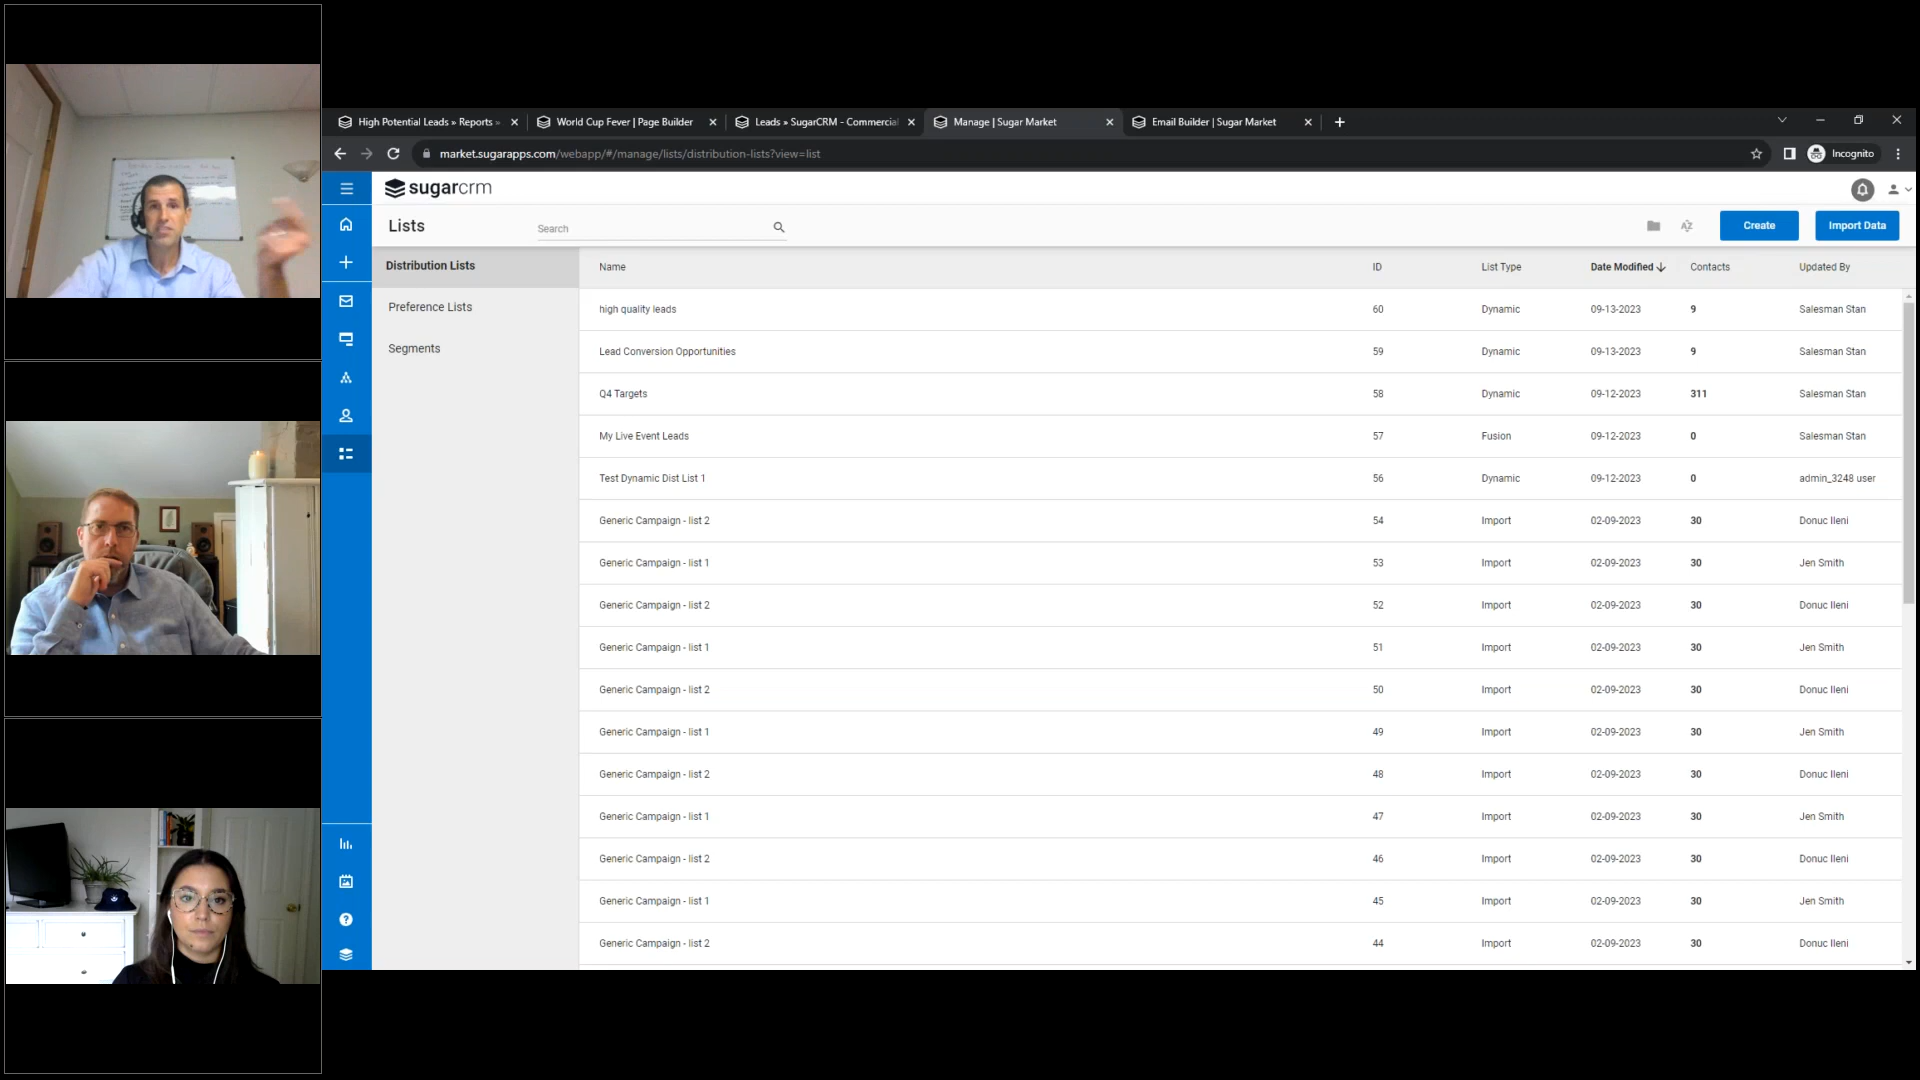 High Potential Leads » Reports » World Cup Fever | Page Builder Leads » SugarCRM - Commercial Manage | Sugar Market Email Builder | Sugar Market
market.sugarapps.com/webapp/#/manage/lists/distribution-lists?view=list Incognito
sugarcrm
Lists Search Create Import Data
Distribution Lists
Preference Lists
Segments
Name ID List Type Date Modified Contacts Updated By
high quality leads 60 Dynamic 09-13-2023 9 Salesman Stan
Lead Conversion Opportunities 59 Dynamic 09-13-2023 9 Salesman Stan
Q4 Targets 58 Dynamic 09-12-2023 311 Salesman Stan
My Live Event Leads 57 Fusion 09-12-2023 0 Salesman Stan
Test Dynamic Dist List 1 56 Dynamic 09-12-2023 0 admin_3248 user
Generic Campaign - list 2 54 Import 02-09-2023 30 Donuc Ileni
Generic Campaign - list 1 53 Import 02-09-2023 30 Jen Smith
Generic Campaign - list 2 52 Import 02-09-2023 30 Donuc Ileni
Generic Campaign - list 1 51 Import 02-09-2023 30 Jen Smith
Generic Campaign - list 2 50 Import 02-09-2023 30 Donuc Ileni
Generic Campaign - list 1 49 Import 02-09-2023 30 Jen Smith
Generic Campaign - list 2 48 Import 02-09-2023 30 Donuc Ileni
Generic Campaign - list 1 47 Import 02-09-2023 30 Jen Smith
Generic Campaign - list 2 46 Import 02-09-2023 30 Donuc Ileni
Generic Campaign - list 1 45 Import 02-09-2023 30 Jen Smith
Generic Campaign - list 2 44 Import 02-09-2023 30 Donuc Ileni